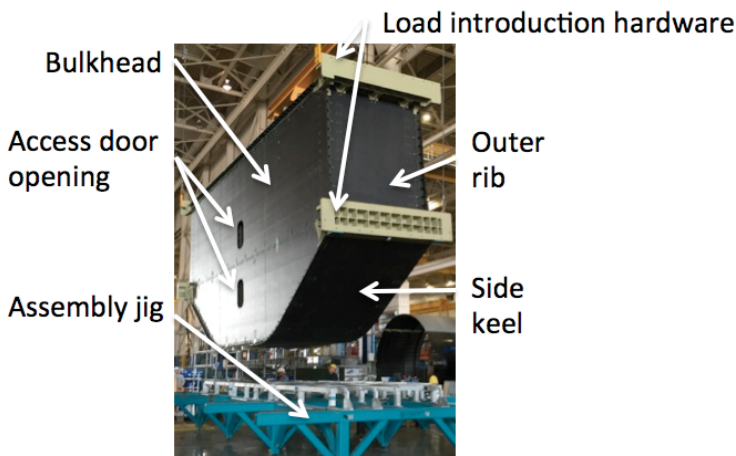 Load introduction hardware
Bulkhead
Access door
opening
Outer
rib
Assembly jig
Side
keel